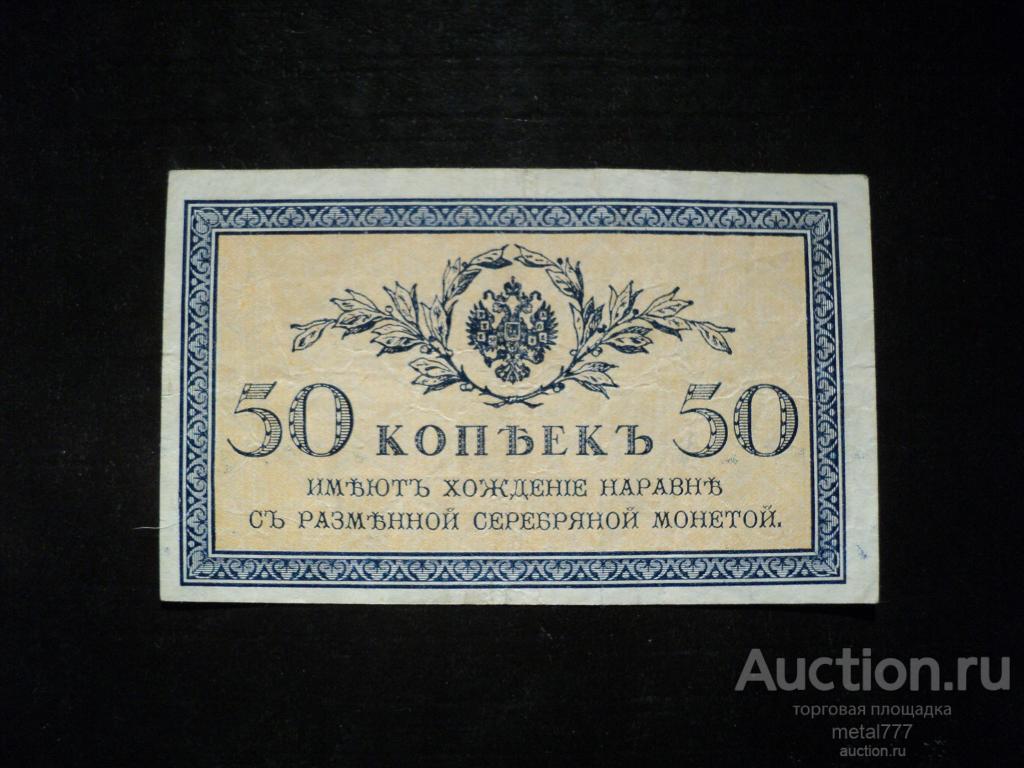 50 КОПѢЕКЪ 50
ИМѢЮТЪ ХОЖДЕНІЕ НАРАВНѢ
СЪ РАЗМѢННОЙ СЕРЕБРЯНОЙ МОНЕТОЙ.
Auction.ru
торговая площадка
metal777
auction.ru